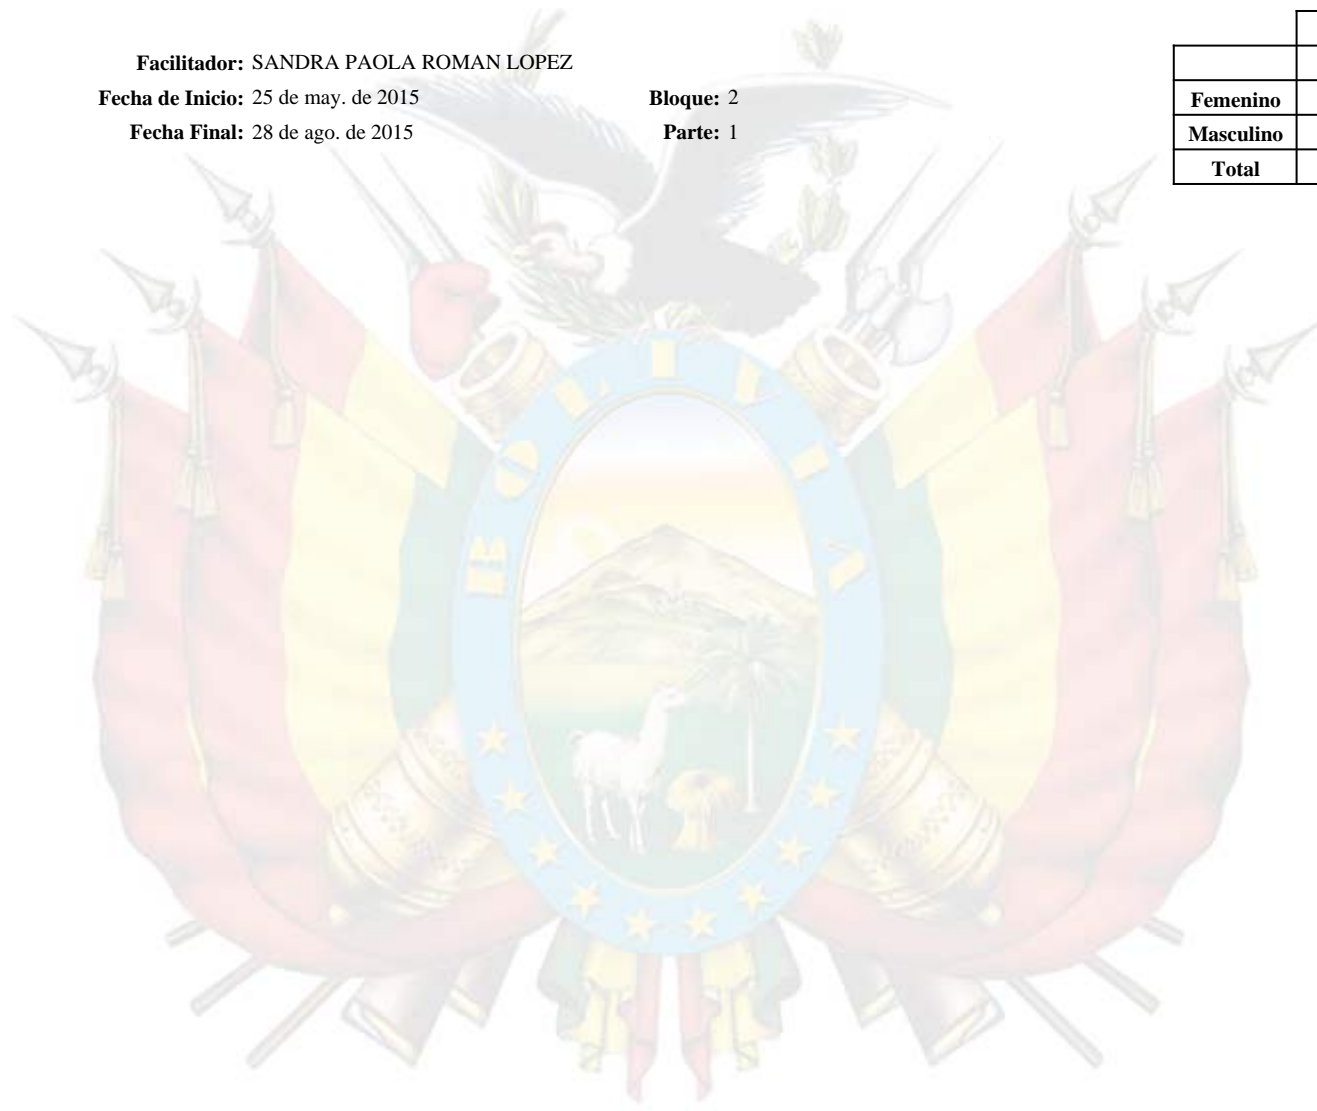 Facilitador: SANDRA PAOLA ROMAN LOPEZ
Fecha de Inicio: 25 de may. de 2015 Bloque: 2
Fecha Final: 28 de ago. de 2015 Parte: 1
Femenino
Masculino
Total
BOLIVIA